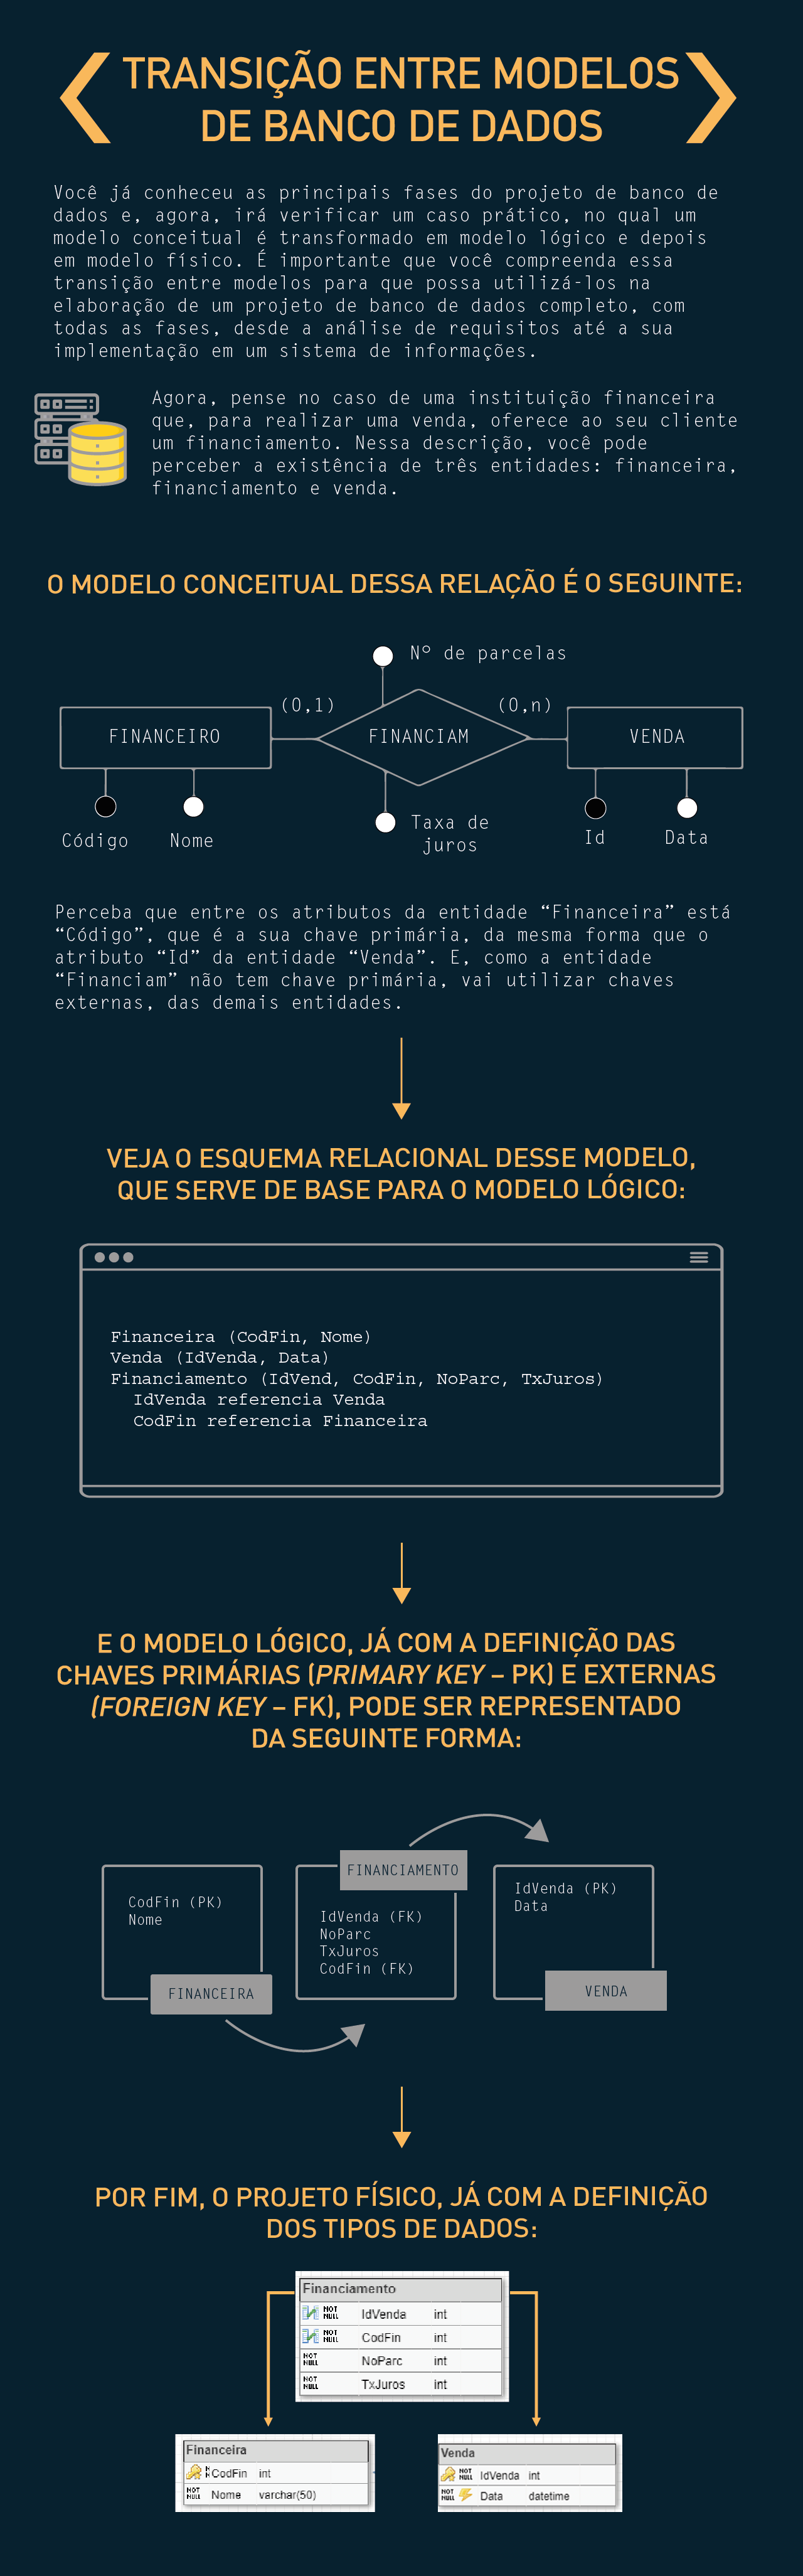 TRANSIÇÃO ENTRE MODELOS
DE BANCO DE DADOS
Você já conheceu as principais fases do projeto de banco de
dados e, agora, irá verificar um caso prático, no qual um
modelo conceitual é transformado em modelo lógico e depois
em modelo físico. É importante que você compreenda essa
transição entre modelos para que possa utilizá-los na
elaboração de um projeto de banco de dados completo, com
todas as fases, desde a análise de requisitos até a sua
implementação em um sistema de informações.
Agora, pense no caso de uma instituição financeira
que, para realizar uma venda, oferece ao seu cliente
um financiamento. Nessa descrição, você pode
perceber a existência de três entidades: financeira,
financiamento e venda.
O MODELO CONCEITUAL DESSA RELAÇÃO É O SEGUINTE:
Nº de parcelas
(0,1)
(0,n)
FINANCEIRO
FINANCIAM
VENDA
Código
Nome
Taxa de
juros
Id
Data
Perceba que entre os atributos da entidade “Financeira” está
“Código”, que é a sua chave primária, da mesma forma que o
atributo “Id” da entidade “Venda”. E, como a entidade
“Financiam” não tem chave primária, vai utilizar chaves
externas, das demais entidades.
VEJA O ESQUEMA RELACIONAL DESSE MODELO,
QUE SERVE DE BASE PARA O MODELO LÓGICO:
Financeira (CodFin, Nome)
Venda (IdVenda, Data)
Financiamento (IdVend, CodFin, NoParc, TxJuros)
IdVenda referencia Venda
CodFin referencia Financeira
E O MODELO LÓGICO, JÁ COM A DEFINIÇÃO DAS
CHAVES PRIMÁRIAS (PRIMARY KEY – PK) E EXTERNAS
(FOREIGN KEY – FK), PODE SER REPRESENTADO
DA SEGUINTE FORMA:
CodFin (PK)
Nome
FINANCEIRA
FINANCIAMENTO
IdVenda (FK)
NoParc
TxJuros
CodFin (FK)
IdVenda (PK)
Data
VENDA
POR FIM, O PROJETO FÍSICO, JÁ COM A DEFINIÇÃO
DOS TIPOS DE DADOS:
Financiamento
NOT NULL IdVenda int
NOT NULL CodFin int
NOT NULL NoParc int
NOT NULL TxJuros int
Financeira
CodFin int
NOT NULL Nome varchar(50)
Venda
NOT NULL IdVenda int
NOT NULL Data datetime